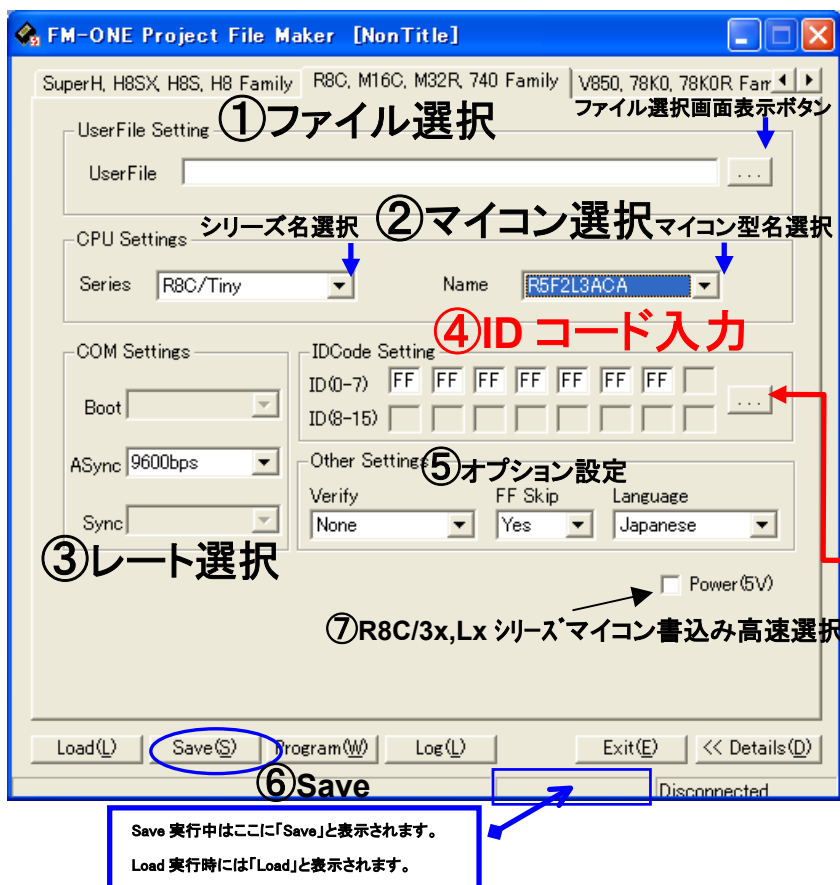 FM-ONE Project File Maker [NonTitle]
SuperH, H8SX, H8S, H8 Family
R8C, M16C, M32R, 740 Family
V850, 78K0, 78K0R Fam
①ファイル選択
ファイル選択画面表示ボタン
UserFile Setting
UserFile
...
シリーズ名選択
②マイコン選択
マイコン型名選択
CPU Settings
Series
R8C/Tiny
Name
R5F2L3ACA
④ID コード入力
COM Settings
IDCode Setting
ID(0-7) FF FF FF FF FF FF FF
ID(8-15)
...
Boot
ASync 9600bps
Sync
③レート選択
Other Settings
⑤オプション設定
Verify
FF Skip
Language
None
Yes
Japanese
Power(5V)
⑦R8C/3x,Lx シリーズマイコン書込み高速選択
Load(L)
Save(S)
Program(W)
Log(L)
Exit(E)
<< Details(D)
⑥Save
Disconnected
Save 実行中はここに「Save」と表示されます。
Load 実行時には「Load」と表示されます。